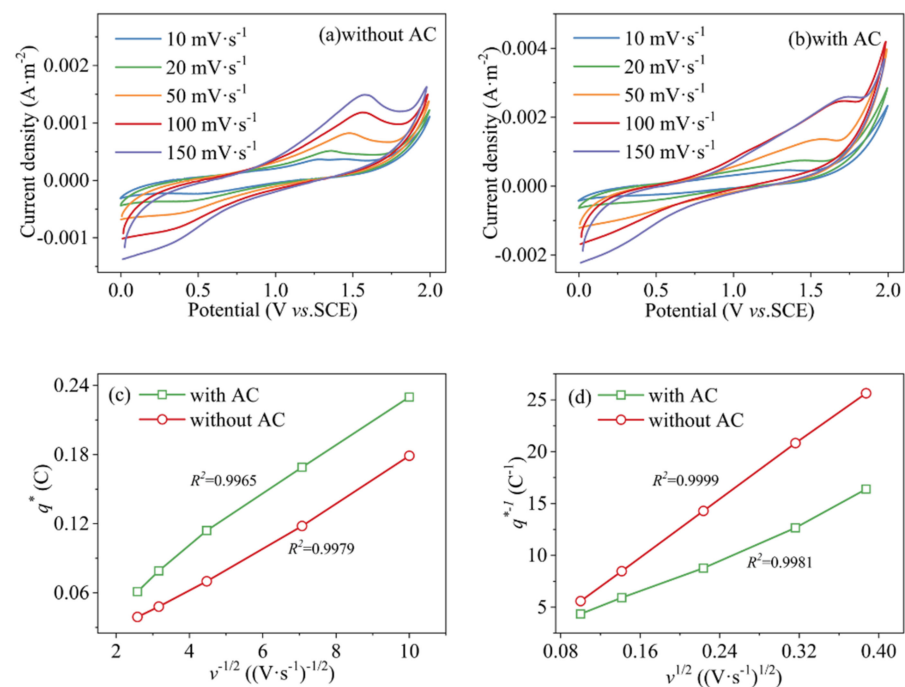 (a)without AC
10 mV·s⁻¹
20 mV·s⁻¹
50 mV·s⁻¹
100 mV·s⁻¹
150 mV·s⁻¹
Current density (A·m⁻²)
0.002
0.001
0.000
-0.001
0.0 0.5 1.0 1.5 2.0
Potential (V vs.SCE)
(b)with AC
10 mV·s⁻¹
20 mV·s⁻¹
50 mV·s⁻¹
100 mV·s⁻¹
150 mV·s⁻¹
Current density (A·m⁻²)
0.004
0.002
0.000
-0.002
0.0 0.5 1.0 1.5 2.0
Potential (V vs.SCE)
(c)
with AC
without AC
R²=0.9965
R²=0.9979
q* (C)
0.24
0.18
0.12
0.06
2 4 6 8 10
v⁻¹/² ((V·s⁻¹)⁻¹/²)
(d)
with AC
without AC
R²=0.9999
R²=0.9981
q*⁻¹ (C⁻¹)
25
20
15
10
5
0.08 0.16 0.24 0.32 0.40
v¹/² ((V·s⁻¹)¹/²)